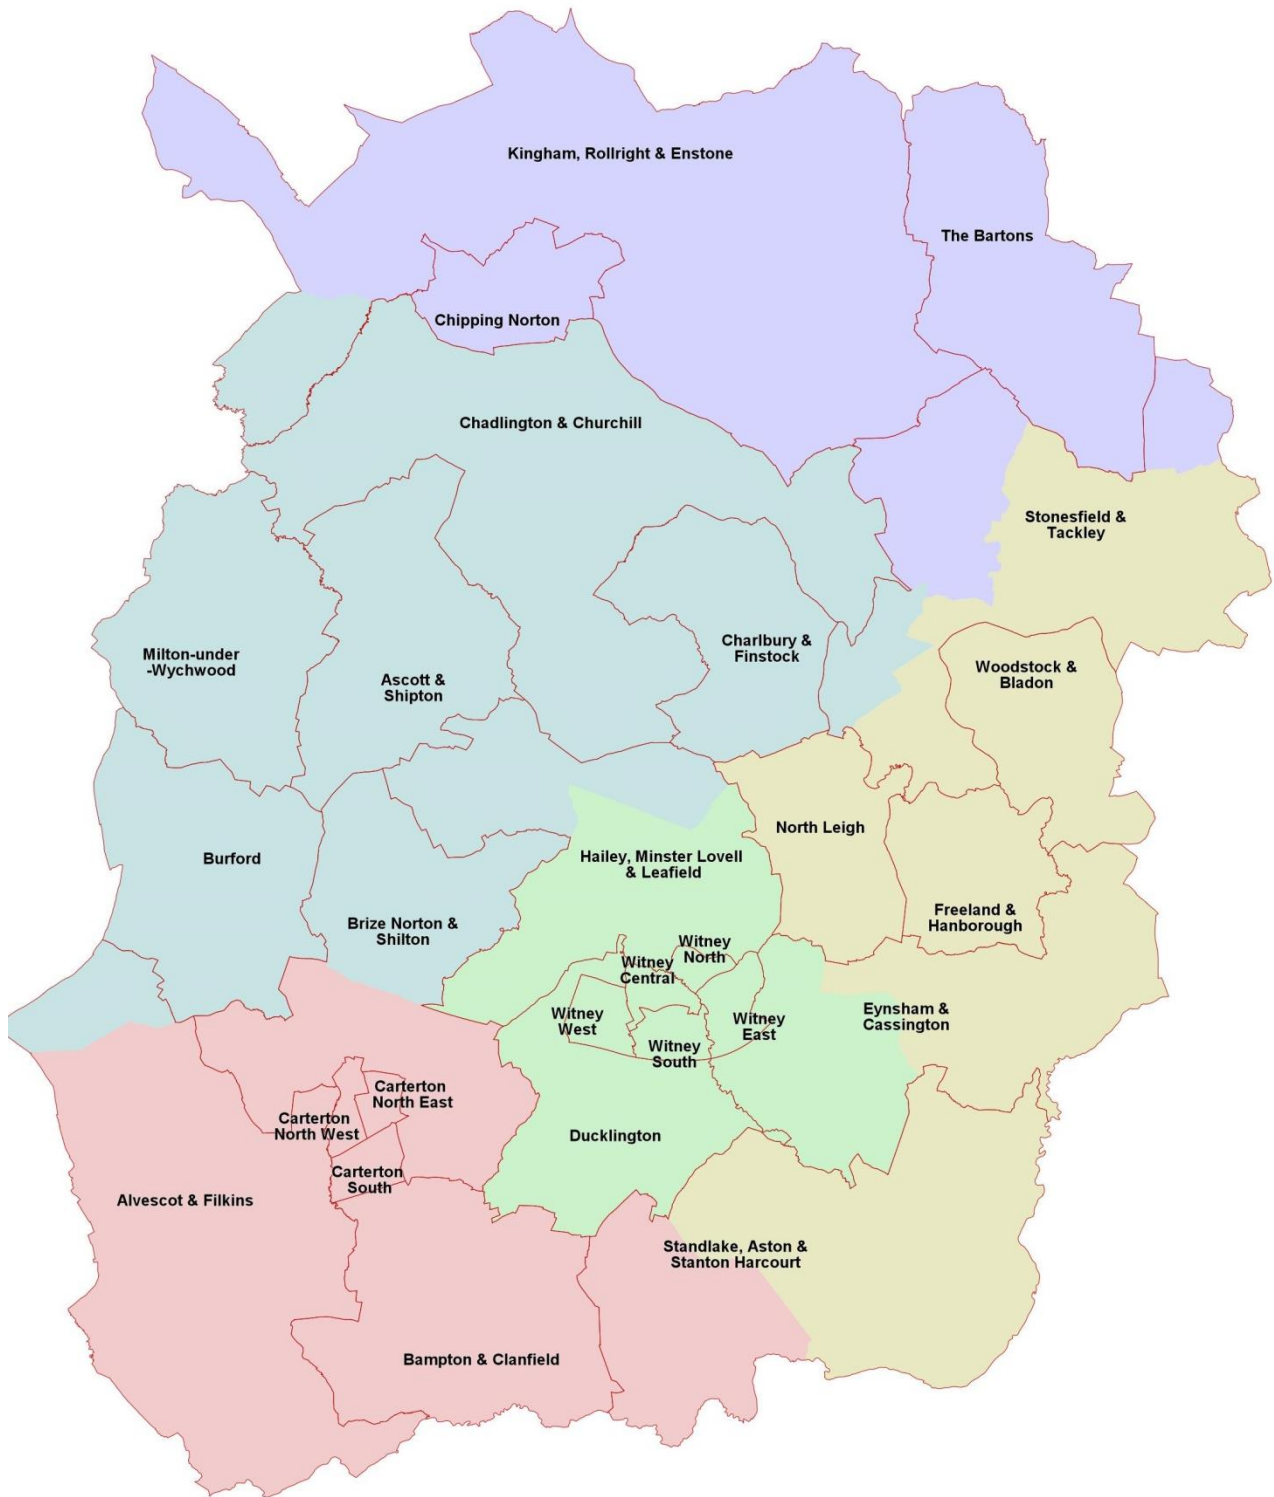 Kingham, Rollright & Enstone
The Bartons
Chipping Norton
Chadlington & Churchill
Stonesfield &
Tackley
Milton-under
-Wychwood
Ascott &
Shipton
Charlbury &
Finstock
Woodstock &
Bladon
Burford
Hailey, Minster Lovell
& Leafield
North Leigh
Brize Norton &
Shilton
Freeland &
Hanborough
Witney
North
Witney
Central
Witney
West
Witney
South
Witney
East
Eynsham &
Cassington
Carterton
North East
Carterton
North West
Ducklington
Carterton
South
Alvescot & Filkins
Standlake, Aston &
Stanton Harcourt
Bampton & Clanfield